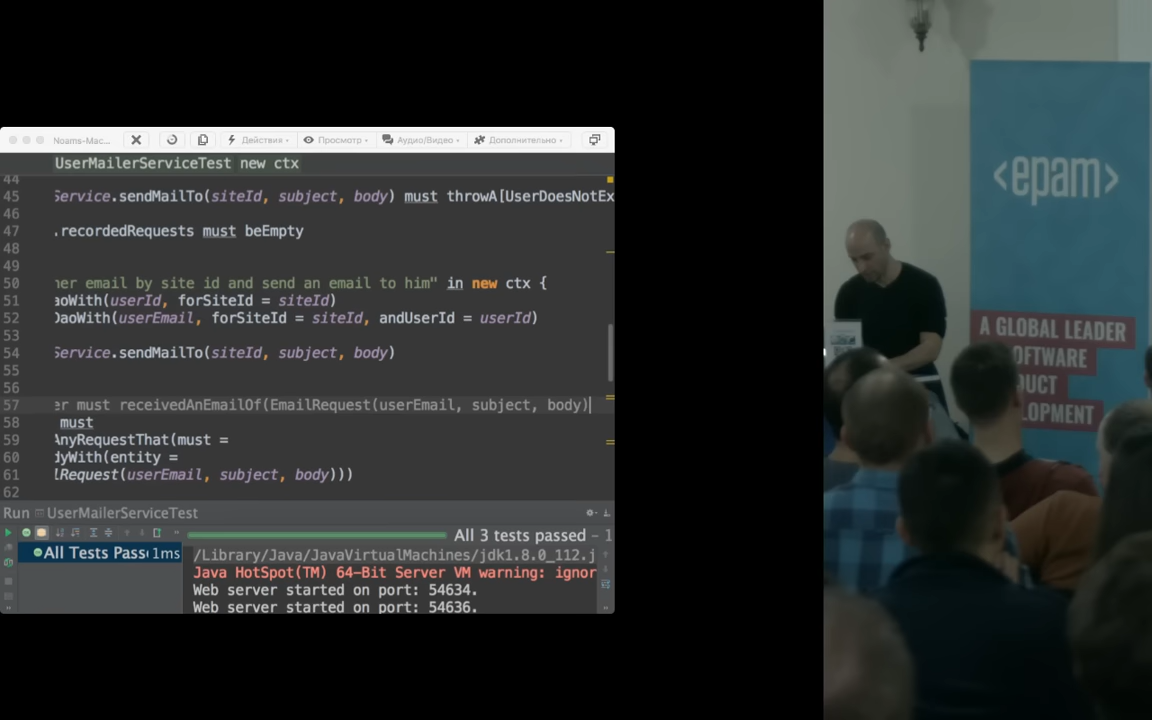 Noams-Mac...
Действия
Просмотр
Аудио/Видео
Дополнительно
UserMailerServiceTest new ctx
44
45 Service.sendMailTo(siteId, subject, body) must throwA[UserDoesNotEx
46
47 .recordedRequests must beEmpty
48
49
50 ner email by site id and send an email to him" in new ctx {
51 aoWith(userId, forSiteId = siteId)
52 DaoWith(userEmail, forSiteId = siteId, andUserId = userId)
53
54 Service.sendMailTo(siteId, subject, body)
55
56
57 er must receivedAnEmailOf(EmailRequest(userEmail, subject, body)
58 must
59 AnyRequestThat(must =
60 dyWith(entity =
61 lRequest(userEmail, subject, body)))
62
Run UserMailerServiceTest
All 3 tests passed – 1
All Tests Pass 1ms
/Library/Java/JavaVirtualMachines/jdk1.8.0_112.j
Java HotSpot(TM) 64-Bit Server VM warning: ignor
Web server started on port: 54634.
Web server started on port: 54636.
<epam>
A GLOBAL LEADER
OFTWARE
DUCT
LOPMENT